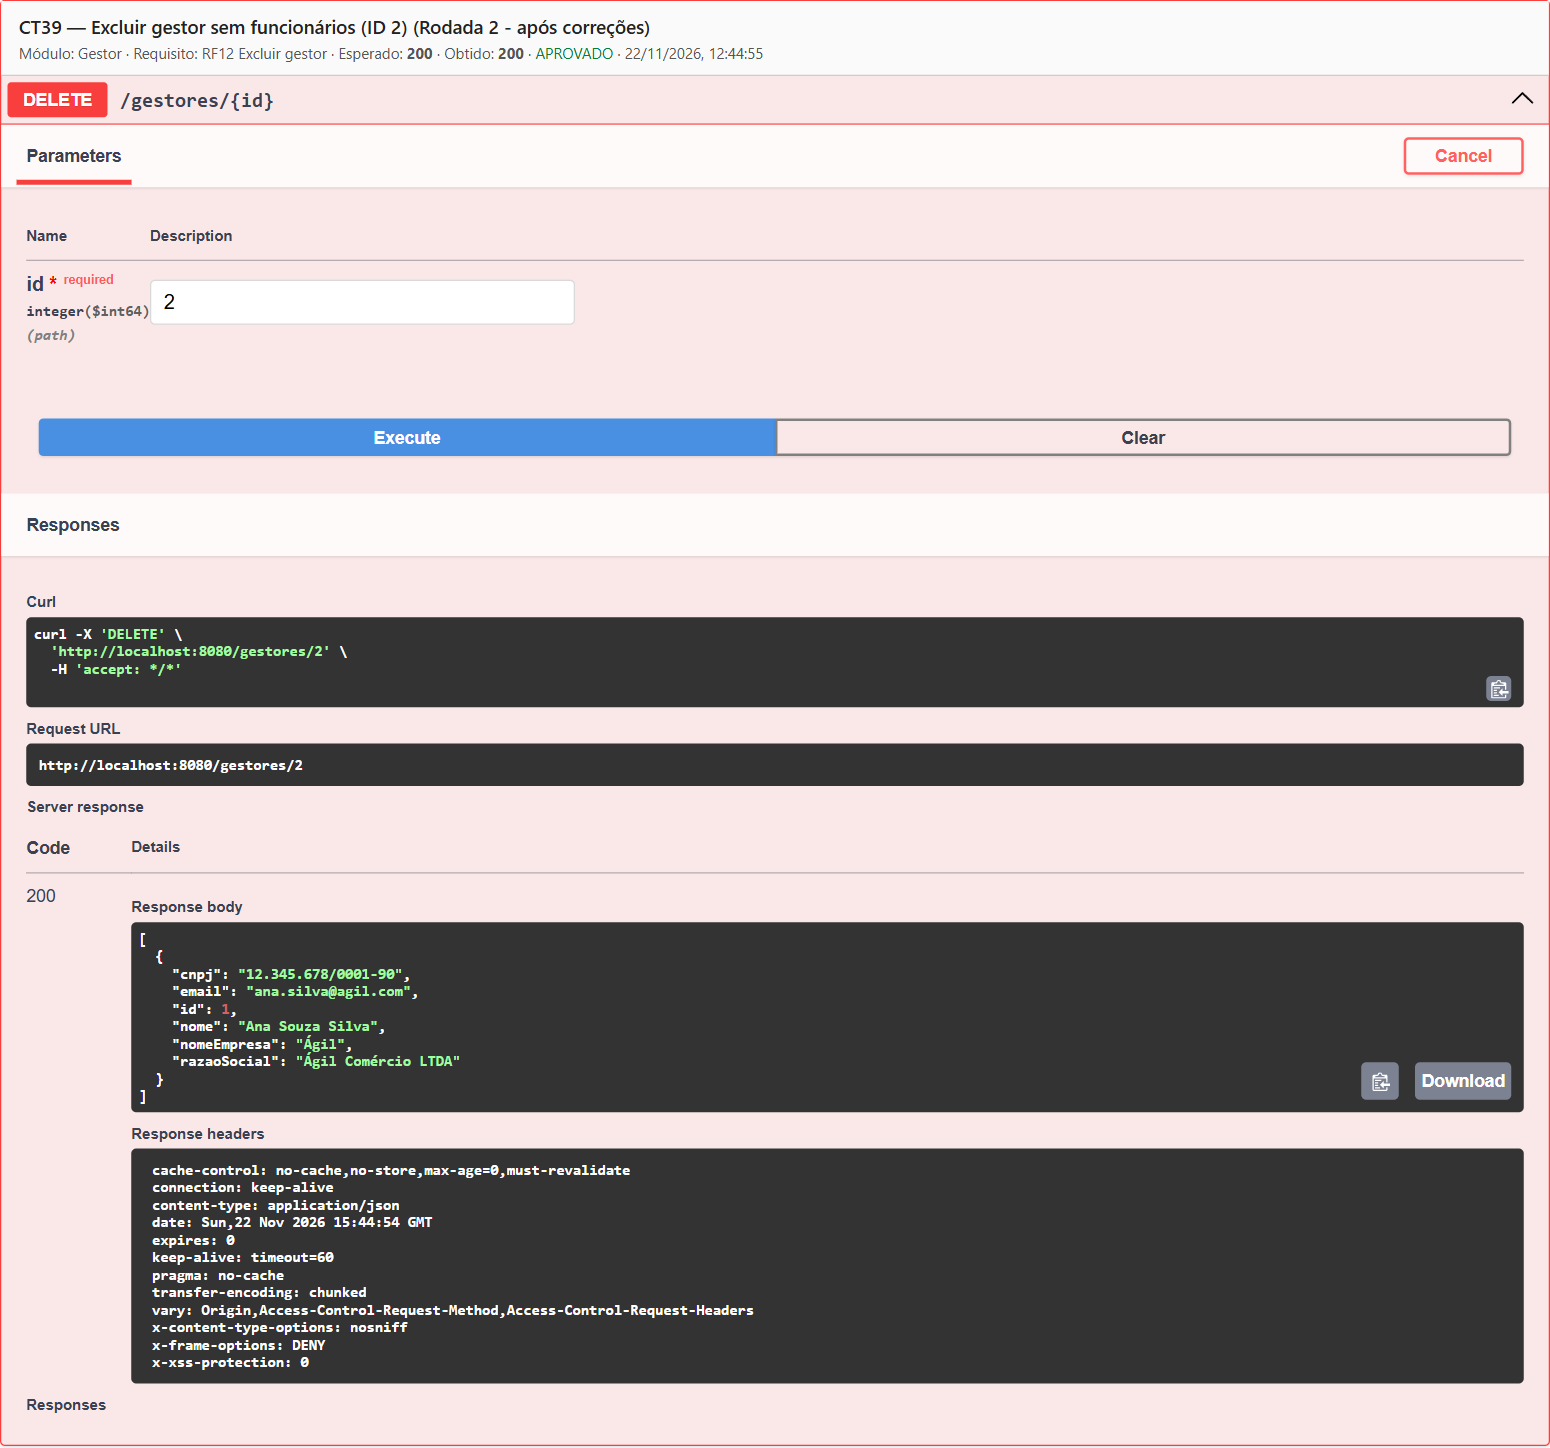 CT39 — Excluir gestor sem funcionários (ID 2) (Rodada 2 - após correções)
Módulo: Gestor · Requisito: RF12 Excluir gestor · Esperado: 200 · Obtido: 200 · APROVADO · 22/11/2026, 12:44:55
DELETE /gestores/{id}
Parameters
Cancel
Name Description
id * required
integer($int64)
(path)
2
Execute Clear
Responses
Curl
curl -X 'DELETE' \
  'http://localhost:8080/gestores/2' \
  -H 'accept: */*'
Request URL
http://localhost:8080/gestores/2
Server response
Code Details
200
Response body
[
  {
    "cnpj": "12.345.678/0001-90",
    "email": "ana.silva@agil.com",
    "id": 1,
    "nome": "Ana Souza Silva",
    "nomeEmpresa": "Ágil",
    "razaoSocial": "Ágil Comércio LTDA"
  }
]
Download
Response headers
cache-control: no-cache,no-store,max-age=0,must-revalidate
connection: keep-alive
content-type: application/json
date: Sun,22 Nov 2026 15:44:54 GMT
expires: 0
keep-alive: timeout=60
pragma: no-cache
transfer-encoding: chunked
vary: Origin,Access-Control-Request-Method,Access-Control-Request-Headers
x-content-type-options: nosniff
x-frame-options: DENY
x-xss-protection: 0
Responses